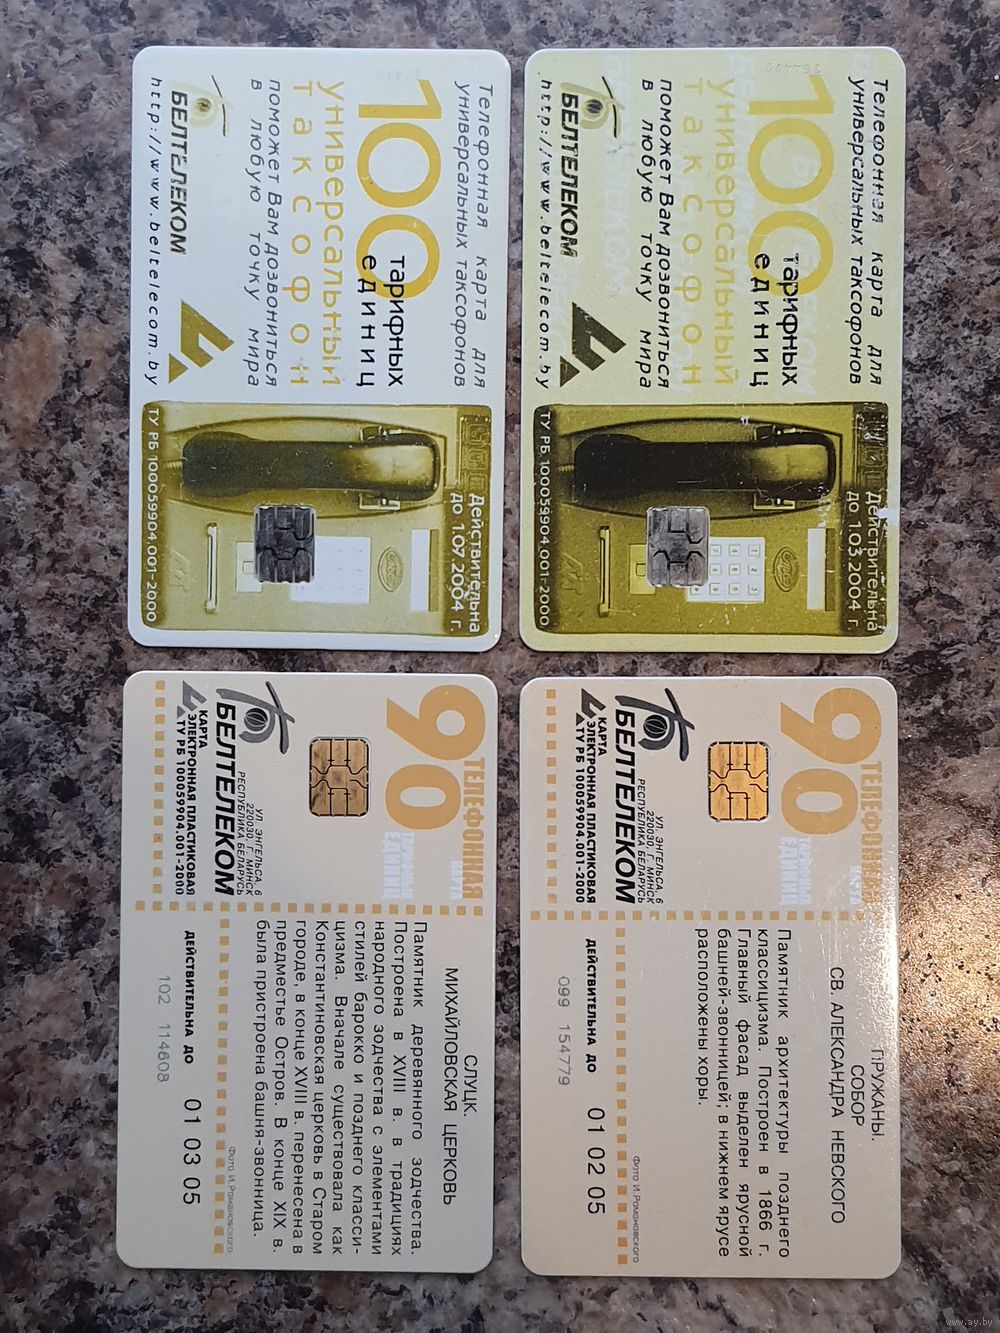 Телефонная карта для
универсальных таксофонов
100
тарифных
единиц
универсальный
таксофон
поможет Вам дозвониться
в любую точку мира
БЕЛТЕЛЕКОМ
http://www.beltelecom.by
Действительна
до 1.07.2004 г.
ТУ РБ 100059904.001-2000
Телефонная карта для
универсальных таксофонов
100
тарифных
единиц
универсальный
таксофон
поможет Вам дозвониться
в любую точку мира
БЕЛТЕЛЕКОМ
http://www.beltelecom.by
Действительна
до 1.03.2004 г.
ТУ РБ 100059904.001-2000
90
ТЕЛЕФОННАЯ
КАРТА
ТАРИФНЫХ
ЕДИНИЦ
УЛ. ЭНГЕЛЬСА, 6
220030, Г. МИНСК
РЕСПУБЛИКА БЕЛАРУСЬ
БЕЛТЕЛЕКОМ
КАРТА
ЭЛЕКТРОННАЯ ПЛАСТИКОВАЯ
ТУ РБ 100059904.001-2000
СЛУЦК.
МИХАЙЛОВСКАЯ ЦЕРКОВЬ
Памятник деревянного зодчества.
Построена в XVIII в. в традициях
народного зодчества с элементами
стилей барокко и позднего класси-
цизма. Вначале существовала как
Константиновская церковь в Старом
городе, в конце XVIII в. перенесена в
предместье Остров. В конце XIX в.
была пристроена башня-звонница.
Фото И.Романовского
ДЕЙСТВИТЕЛЬНА ДО 01 03 05
102 114608
90
ТЕЛЕФОННАЯ
КАРТА
ТАРИФНЫХ
ЕДИНИЦ
УЛ. ЭНГЕЛЬСА, 6
220030, Г. МИНСК
РЕСПУБЛИКА БЕЛАРУСЬ
БЕЛТЕЛЕКОМ
КАРТА
ЭЛЕКТРОННАЯ ПЛАСТИКОВАЯ
ТУ РБ 100059904.001-2000
ПРУЖАНЫ.
СОБОР
СВ. АЛЕКСАНДРА НЕВСКОГО
Памятник архитектуры позднего
классицизма. Построен в 1866 г.
Главный фасад выделен ярусной
башней-звонницей; в нижнем ярусе
расположены хоры.
Фото И.Романовского
ДЕЙСТВИТЕЛЬНА ДО 01 02 05
099 154779
www.ay.by